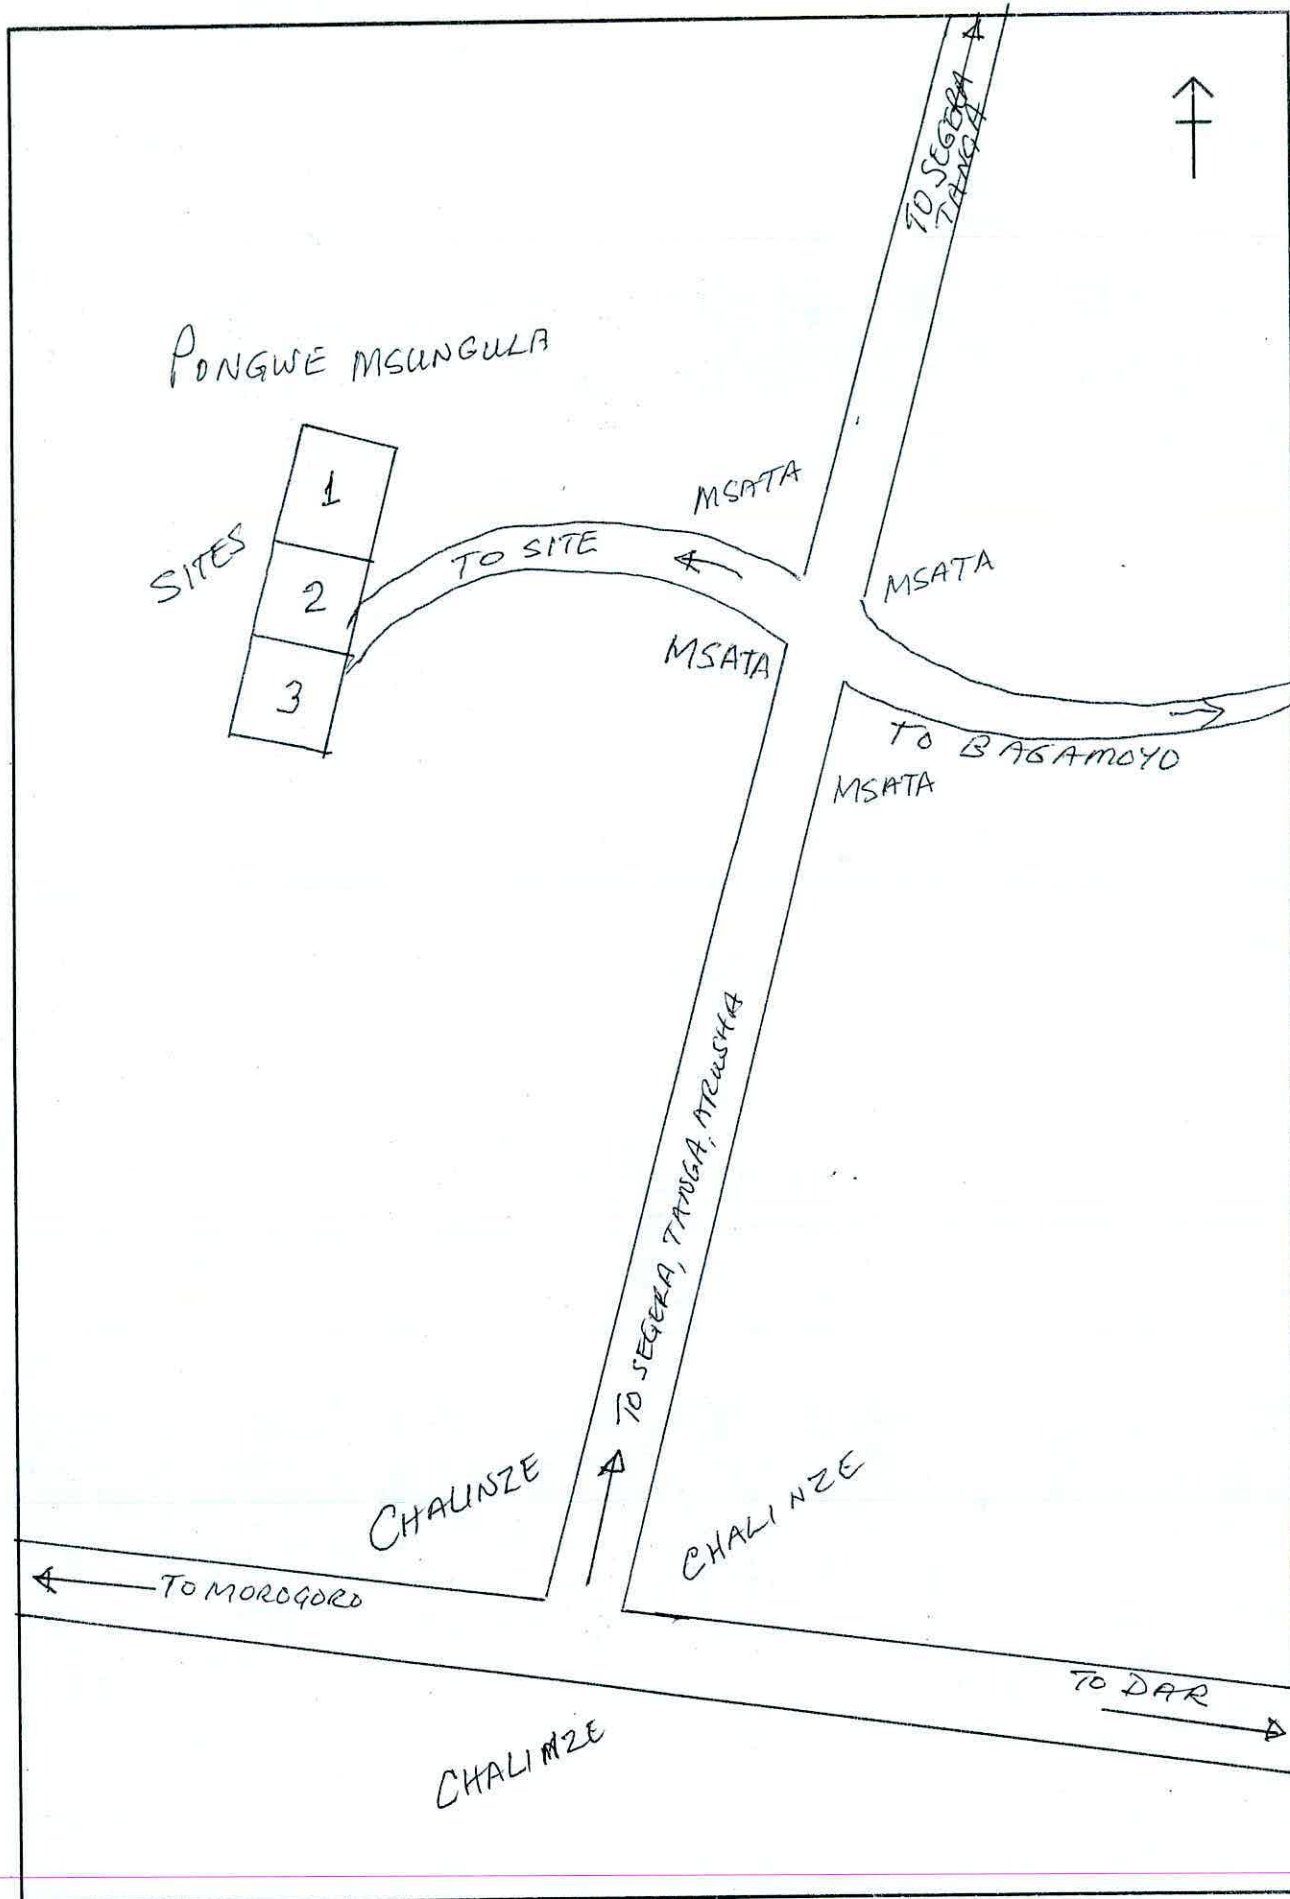 TO SEGERA
TANGA
PONGWE MSUNGULA
SITES
1
2
3
TO SITE
MSATA
MSATA
MSATA
TO BAGAMOYO
MSATA
TO SEGERA, TANGA, ARUSHA
CHALINZE
CHALINZE
TO MOROGORO
TO DAR
CHALINZE